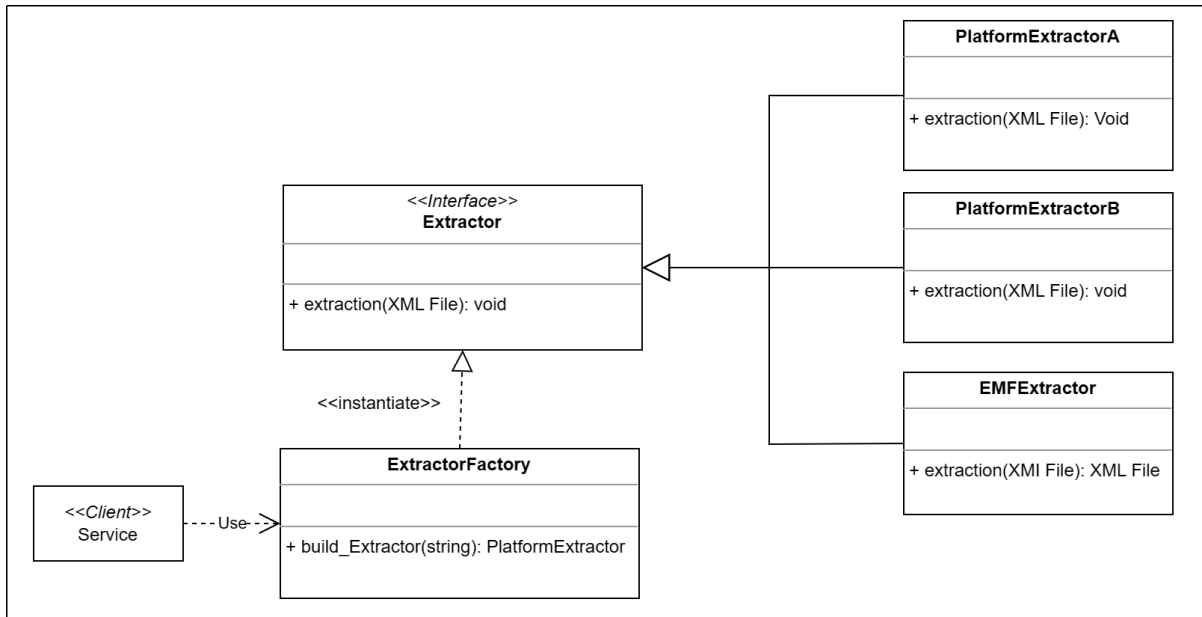 PlatformExtractorA
+ extraction(XML File): Void
<<Interface>>
Extractor
+ extraction(XML File): void
PlatformExtractorB
+ extraction(XML File): void
<<instantiate>>
EMFExtractor
+ extraction(XMI File): XML File
ExtractorFactory
+ build_Extractor(string): PlatformExtractor
<<Client>>
Service
Use